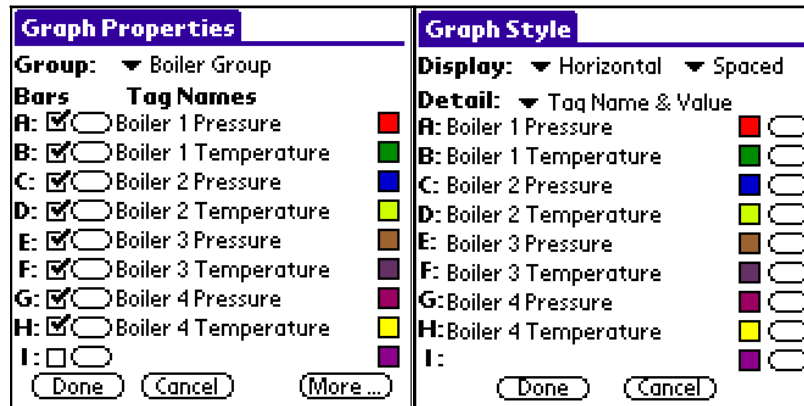 Graph Properties
Group: Boiler Group
Bars Tag Names
A: Boiler 1 Pressure
B: Boiler 1 Temperature
C: Boiler 2 Pressure
D: Boiler 2 Temperature
E: Boiler 3 Pressure
F: Boiler 3 Temperature
G: Boiler 4 Pressure
H: Boiler 4 Temperature
I:
Done Cancel More ...
Graph Style
Display: Horizontal Spaced
Detail: Tag Name & Value
A: Boiler 1 Pressure
B: Boiler 1 Temperature
C: Boiler 2 Pressure
D: Boiler 2 Temperature
E: Boiler 3 Pressure
F: Boiler 3 Temperature
G: Boiler 4 Pressure
H: Boiler 4 Temperature
I:
Done Cancel